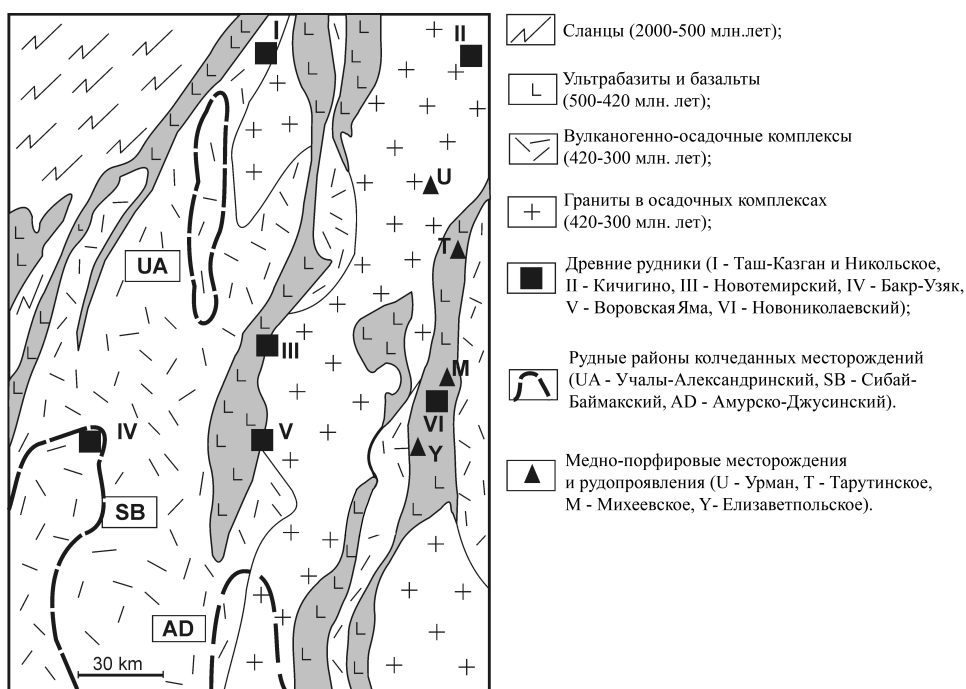 I
II
U
UA
T
III
M
VI
IV
V
Y
SB
AD
30 km
Сланцы (2000-500 млн.лет);
Ультрабазиты и базальты
(500-420 млн. лет);
Вулканогенно-осадочные комплексы
(420-300 млн. лет);
Граниты в осадочных комплексах
(420-300 млн. лет);
Древние рудники (I - Таш-Казган и Никольское,
II - Кичигино, III - Новотемирский, IV - Бакр-Узяк,
V - Воровская Яма, VI - Новониколаевский);
Рудные районы колчеданных месторождений
(UA - Учалы-Александринский, SB - Сибай-
Баймакский, AD - Амурско-Джусинский).
Медно-порфировые месторождения
и рудопроявления (U - Урман, T - Тарутинское,
M - Михеевское, Y- Елизаветпольское).